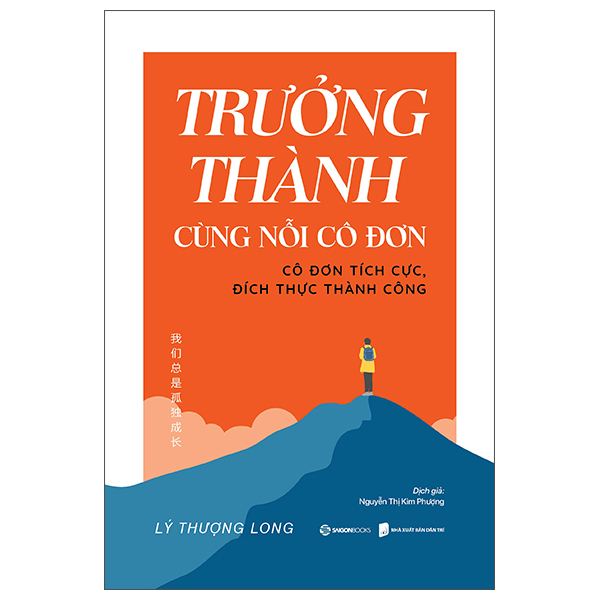 TRƯỞNG
THÀNH
CÙNG NỖI CÔ ĐƠN
CÔ ĐƠN TÍCH CỰC,
ĐÍCH THỰC THÀNH CÔNG
我们总是孤独成长
Dịch giả:
Nguyễn Thị Kim Phượng
LÝ THƯỢNG LONG
SAIGONBOOKS
NHÀ XUẤT BẢN DÂN TRÍ